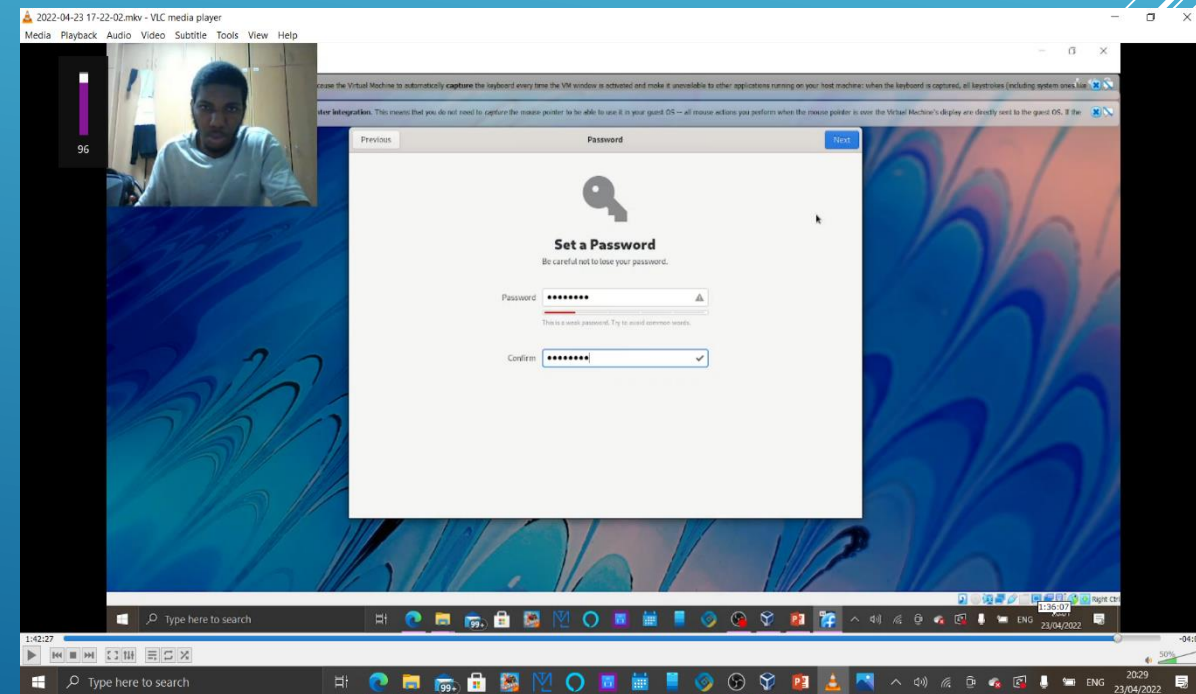 2022-04-23 17-22-02.mkv - VLC media player
Media Playback Audio Video Subtitle Tools View Help
96
cause the Virtual Machine to automatically capture the keyboard every time the VM window is activated and make it unavailable to other applications running on your host machine: when the keyboard is captured, all keystrokes (including system ones like
ter integration. This means that you do not need to capture the mouse pointer to be able to use it in your guest OS -- all mouse actions you perform when the mouse pointer is over the Virtual Machine's display are directly sent to the guest OS. If the
Previous Password Next
Set a Password
Be careful not to lose your password.
Password
This is a weak password. Try to avoid common words.
Confirm
Right Ctrl
1:36:07
Type here to search 99+ ENG
23/04/2022
1:42:27
50%
Type here to search 99+ ENG 20:29
23/04/2022